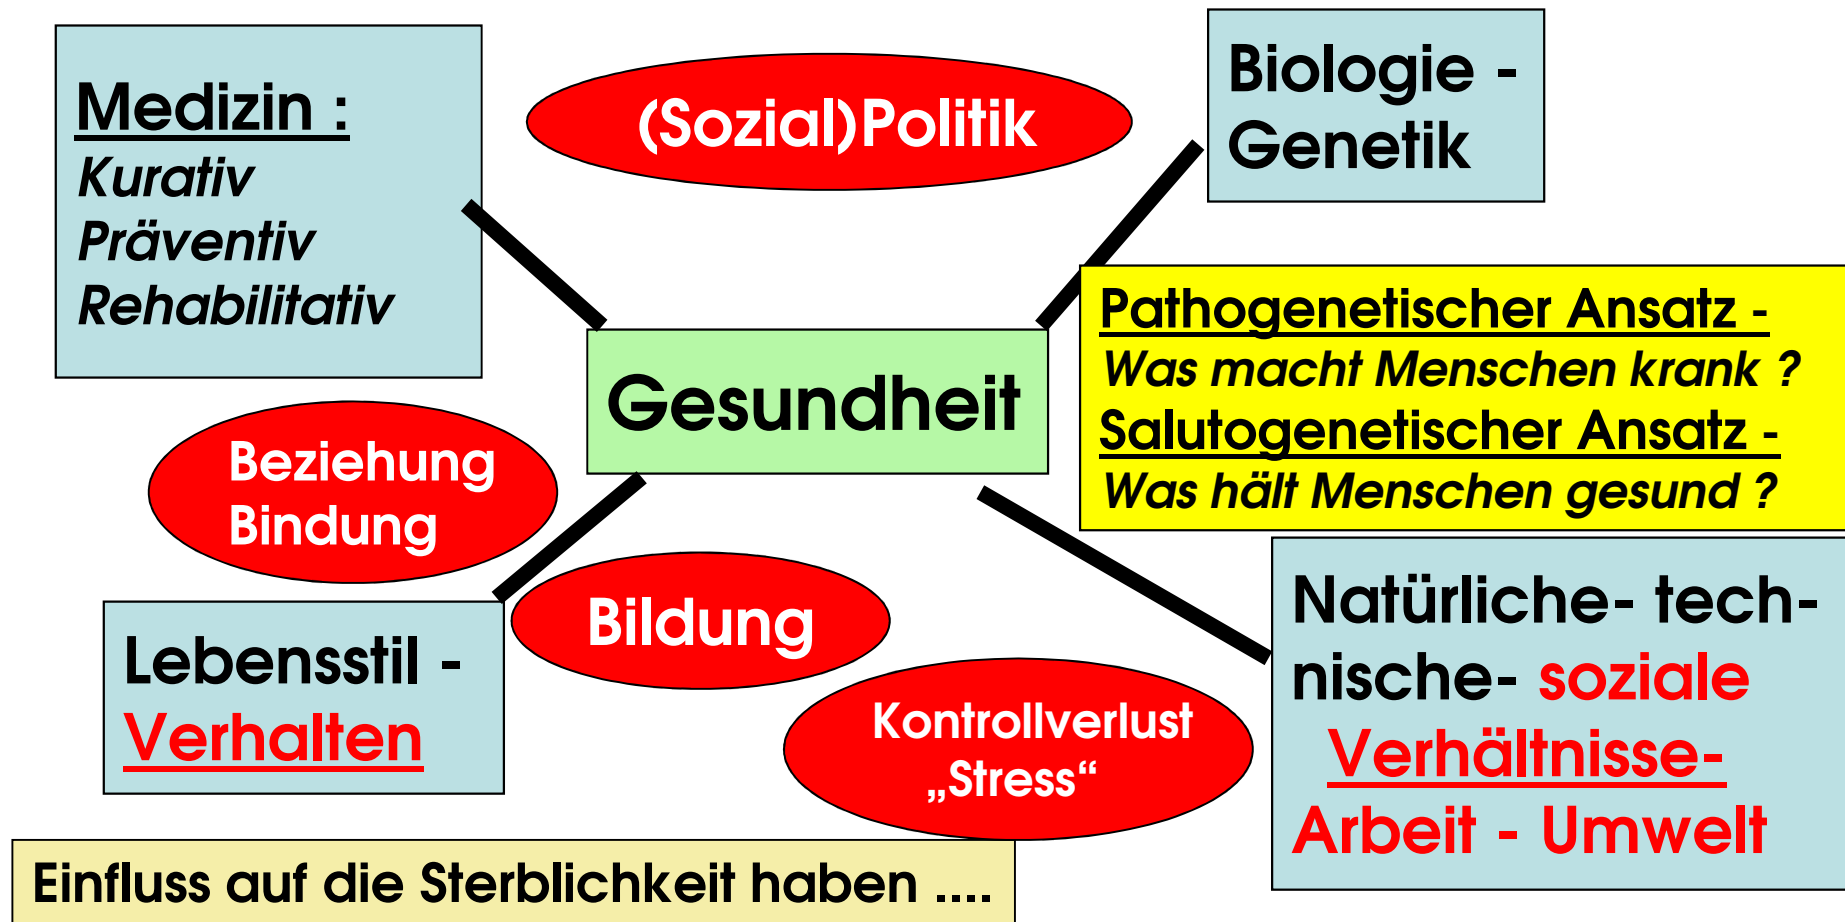 Medizin :
Kurativ
Präventiv
Rehabilitativ
(Sozial)Politik
Biologie -
Genetik
Gesundheit
Pathogenetischer Ansatz -
Was macht Menschen krank ?
Salutogenetischer Ansatz -
Was hält Menschen gesund ?
Beziehung
Bindung
Bildung
Lebensstil -
Verhalten
Kontrollverlust
„Stress“
Natürliche- tech-
nische- soziale
Verhältnisse-
Arbeit - Umwelt
Einfluss auf die Sterblichkeit haben ....